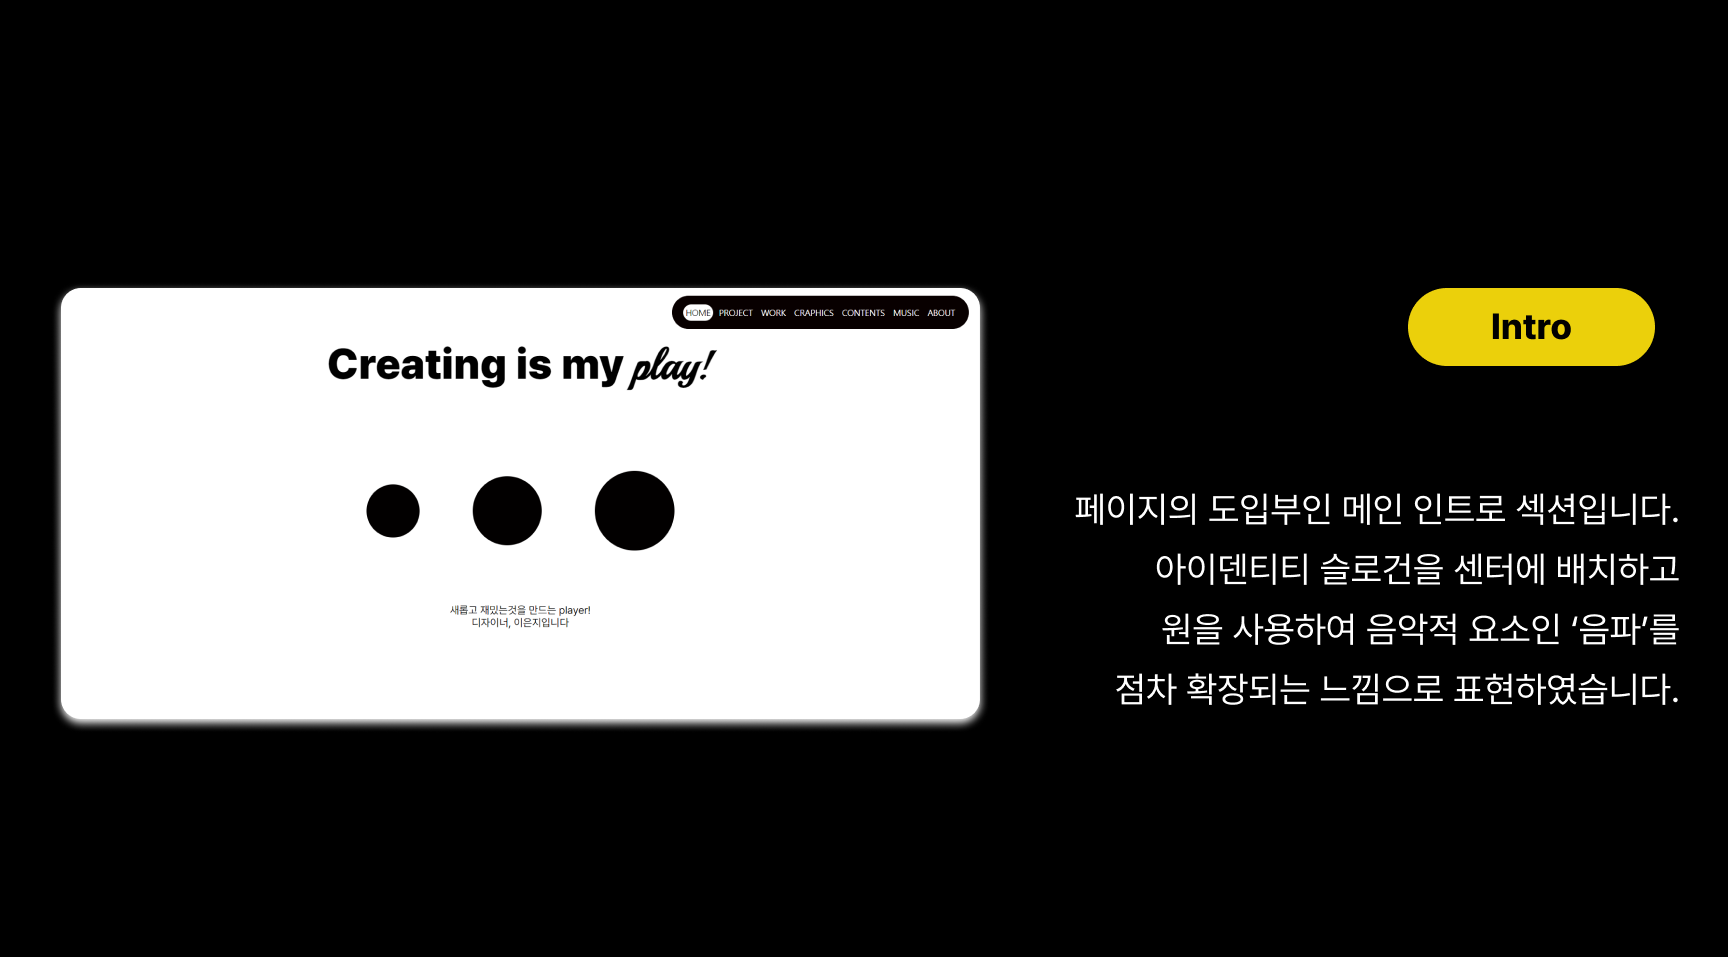 HOME PROJECT WORK CRAPHICS CONTENTS MUSIC ABOUT
Creating is my play!
새롭고 재밌는것을 만드는 player!
디자이너, 이은지입니다
Intro
페이지의 도입부인 메인 인트로 섹션입니다.
아이덴티티 슬로건을 센터에 배치하고
원을 사용하여 음악적 요소인 ‘음파’를
점차 확장되는 느낌으로 표현하였습니다.